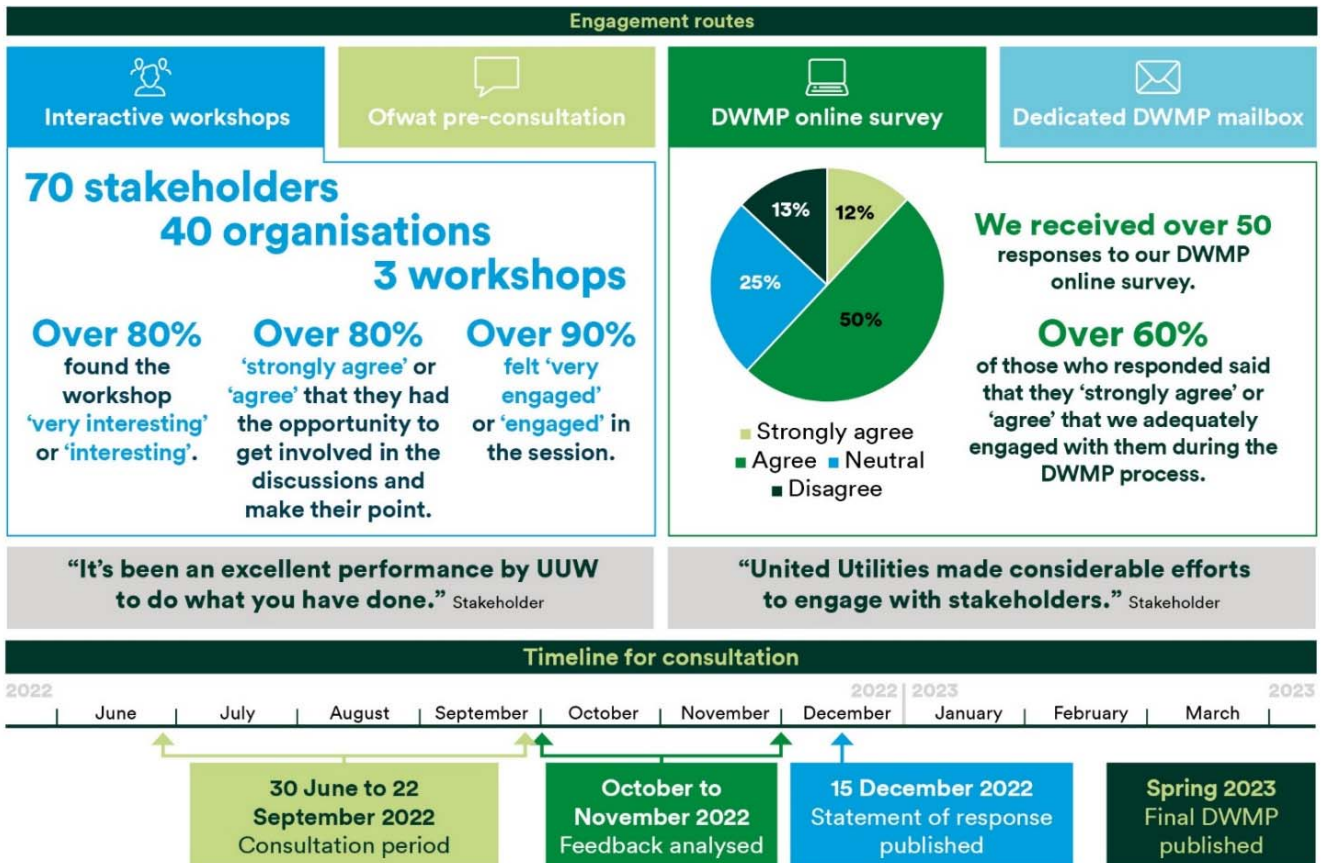 Engagement routes
Interactive workshops
Ofwat pre-consultation
DWMP online survey
Dedicated DWMP mailbox
70 stakeholders
40 organisations
3 workshops
Over 80%
found the
workshop
‘very interesting’
or ‘interesting’.
Over 80%
‘strongly agree’ or
‘agree’ that they had
the opportunity to
get involved in the
discussions and
make their point.
Over 90%
felt ‘very
engaged’
or ‘engaged’ in
the session.
13%
12%
25%
50%
Strongly agree
Agree Neutral
Disagree
We received over 50
responses to our DWMP
online survey.
Over 60%
of those who responded said
that they ‘strongly agree’ or
‘agree’ that we adequately
engaged with them during the
DWMP process.
“It’s been an excellent performance by UUW
to do what you have done.” Stakeholder
“United Utilities made considerable efforts
to engage with stakeholders.” Stakeholder
Timeline for consultation
2022 2022 2023 2023
June July August September October November December January February March
30 June to 22
September 2022
Consultation period
October to
November 2022
Feedback analysed
15 December 2022
Statement of response
published
Spring 2023
Final DWMP
published